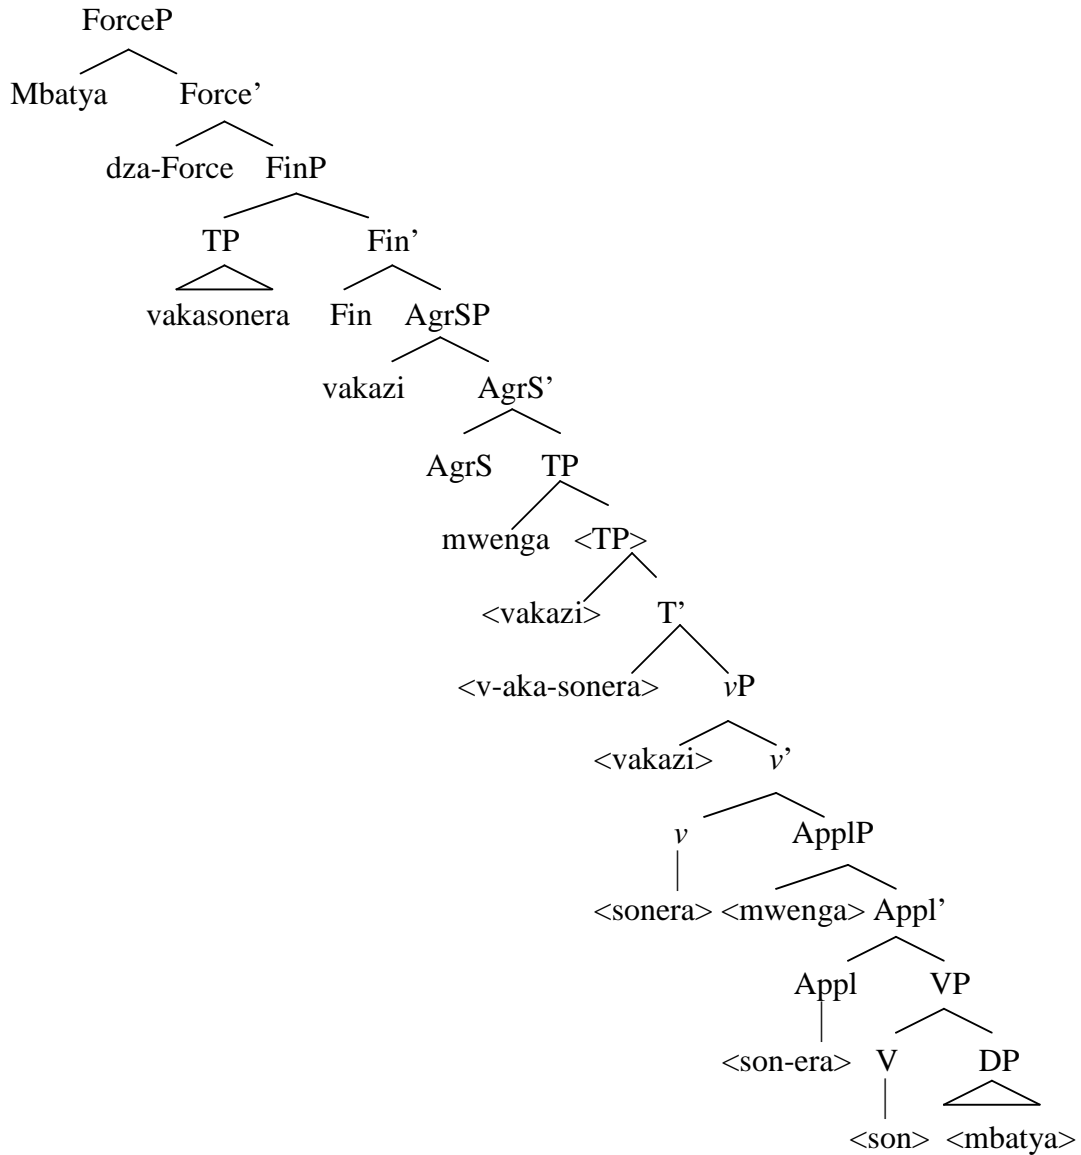 ForceP
Mbatya Force’
dza-Force FinP
TP Fin’
vakasonera Fin AgrSP
vakazi AgrS’
AgrS TP
mwenga <TP>
<vakazi> T’
<v-aka-sonera> vP
<vakazi> v’
v ApplP
<sonera> <mwenga> Appl’
Appl VP
<son-era> V DP
<son> <mbatya>